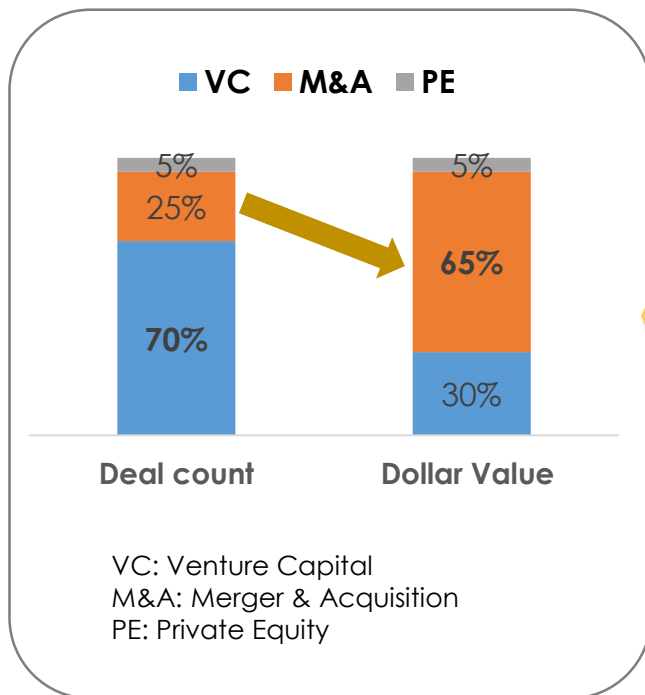 VC M&A PE
5% 5%
25%
65%
70%
30%
Deal count Dollar Value
VC: Venture Capital
M&A: Merger & Acquisition
PE: Private Equity